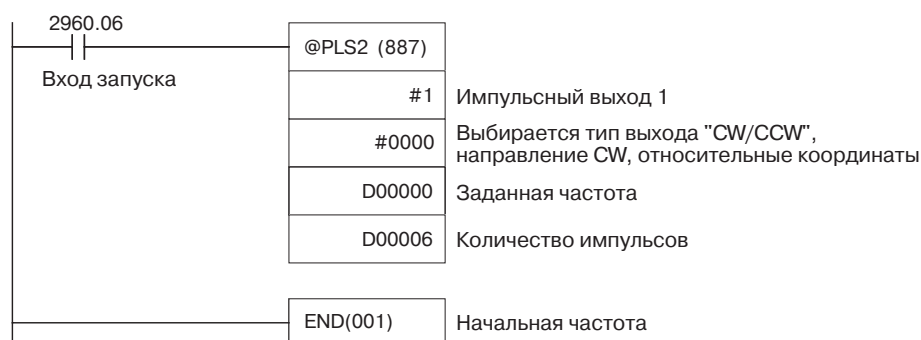 2960.06
@PLS2 (887)
Вход запуска
#1 Импульсный выход 1
#0000 Выбирается тип выхода "CW/CCW",
направление CW, относительные координаты
D00000 Заданная частота
D00006 Количество импульсов
END(001) Начальная частота